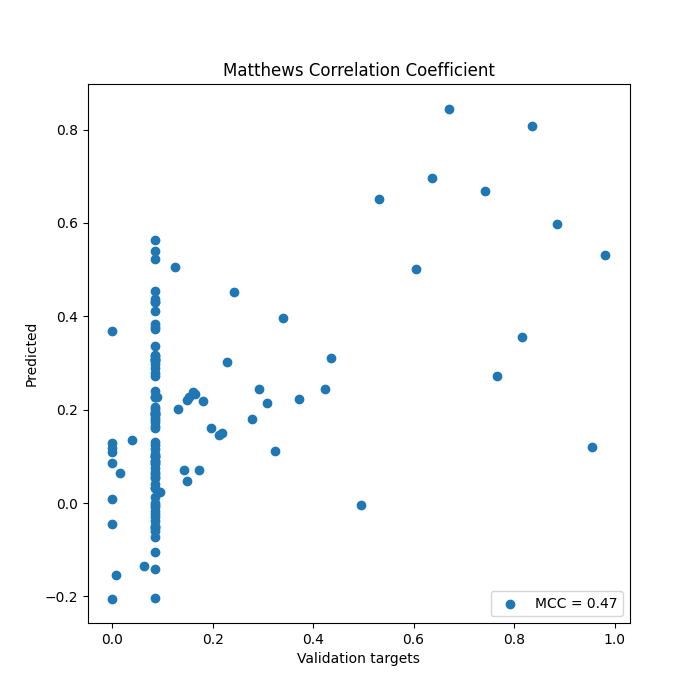 Matthews Correlation Coefficient
0.8
0.6
0.4
0.2
0.0
−0.2
Predicted
MCC = 0.47
0.0 0.2 0.4 0.6 0.8 1.0
Validation targets